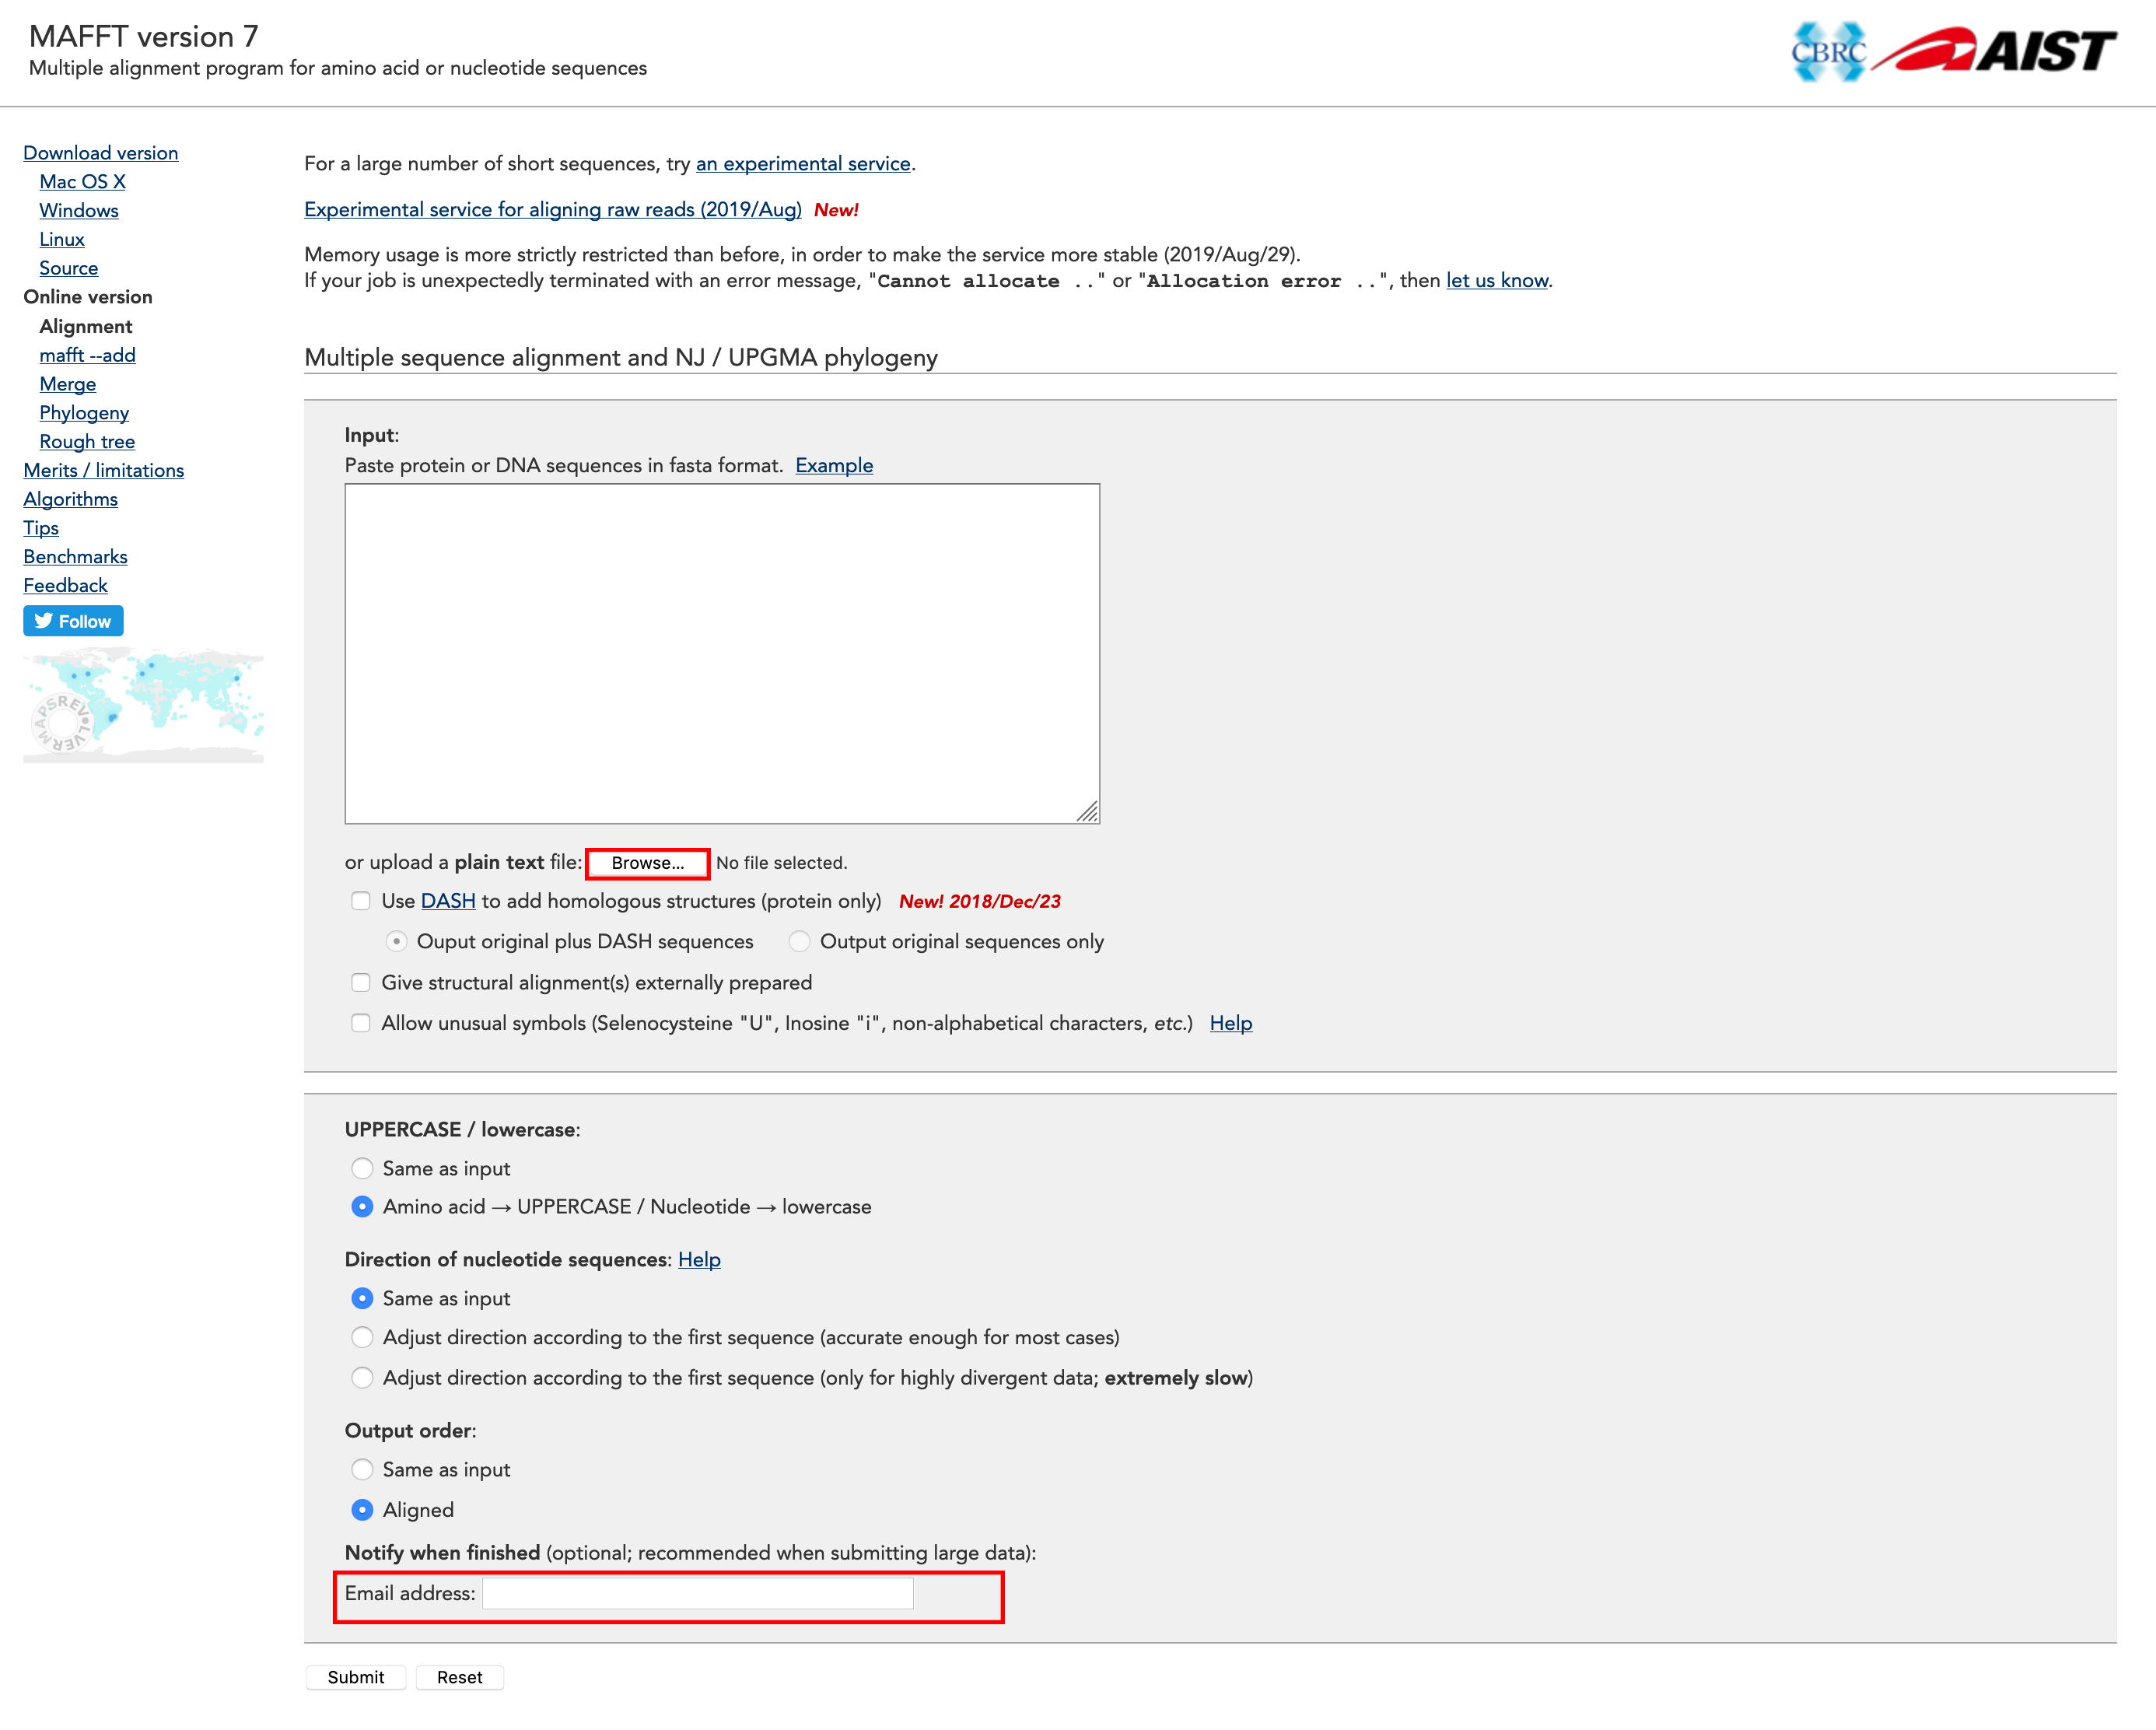 MAFFT version 7
Multiple alignment program for amino acid or nucleotide sequences
CBRC AIST
Download version
Mac OS X
Windows
Linux
Source
Online version
Alignment
mafft --add
Merge
Phylogeny
Rough tree
Merits / limitations
Algorithms
Tips
Benchmarks
Feedback
Follow
MAPSREVOLVER
For a large number of short sequences, try an experimental service.
Experimental service for aligning raw reads (2019/Aug) New!
Memory usage is more strictly restricted than before, in order to make the service more stable (2019/Aug/29).
If your job is unexpectedly terminated with an error message, "Cannot allocate .." or "Allocation error ..", then let us know.
Multiple sequence alignment and NJ / UPGMA phylogeny
Input:
Paste protein or DNA sequences in fasta format. Example
or upload a plain text file: Browse... No file selected.
Use DASH to add homologous structures (protein only) New! 2018/Dec/23
Ouput original plus DASH sequences Output original sequences only
Give structural alignment(s) externally prepared
Allow unusual symbols (Selenocysteine "U", Inosine "i", non-alphabetical characters, etc.) Help
UPPERCASE / lowercase:
Same as input
Amino acid → UPPERCASE / Nucleotide → lowercase
Direction of nucleotide sequences: Help
Same as input
Adjust direction according to the first sequence (accurate enough for most cases)
Adjust direction according to the first sequence (only for highly divergent data; extremely slow)
Output order:
Same as input
Aligned
Notify when finished (optional; recommended when submitting large data):
Email address:
Submit Reset